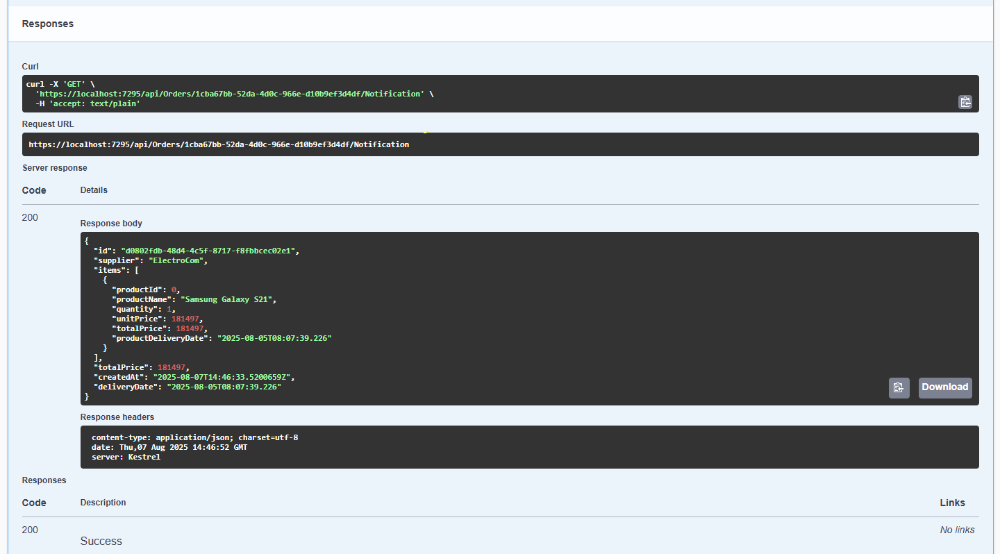 Responses
Curl
curl -X 'GET' \
  'https://localhost:7295/api/Orders/1cba67bb-52da-4d0c-966e-d10b9ef3d4df/Notification' \
  -H 'accept: text/plain'
Request URL
https://localhost:7295/api/Orders/1cba67bb-52da-4d0c-966e-d10b9ef3d4df/Notification
Server response
Code Details
200
Response body
{
  "id": "d0802fdb-48d4-4c5f-8717-f8fbbcec02e1",
  "supplier": "ElectroCom",
  "items": [
    {
      "productId": 0,
      "productName": "Samsung Galaxy S21",
      "quantity": 1,
      "unitPrice": 181497,
      "totalPrice": 181497,
      "productDeliveryDate": "2025-08-05T08:07:39.226"
    }
  ],
  "totalPrice": 181497,
  "createdAt": "2025-08-07T14:46:33.5200659Z",
  "deliveryDate": "2025-08-05T08:07:39.226"
}
Download
Response headers
content-type: application/json; charset=utf-8
date: Thu,07 Aug 2025 14:46:52 GMT
server: Kestrel
Responses
Code Description Links
200 No links
Success